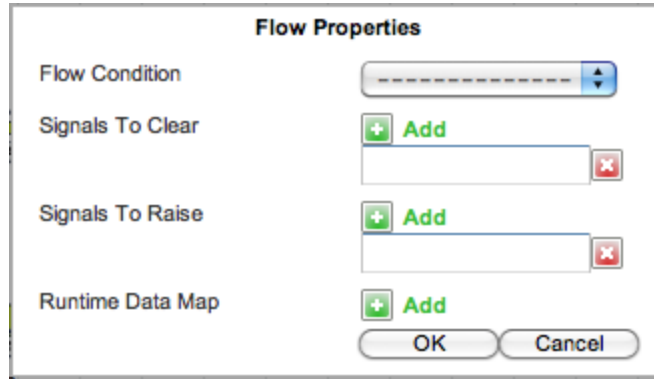 Flow Properties
Flow Condition
--------------
Signals To Clear
Add
Signals To Raise
Add
Runtime Data Map
Add
OK Cancel